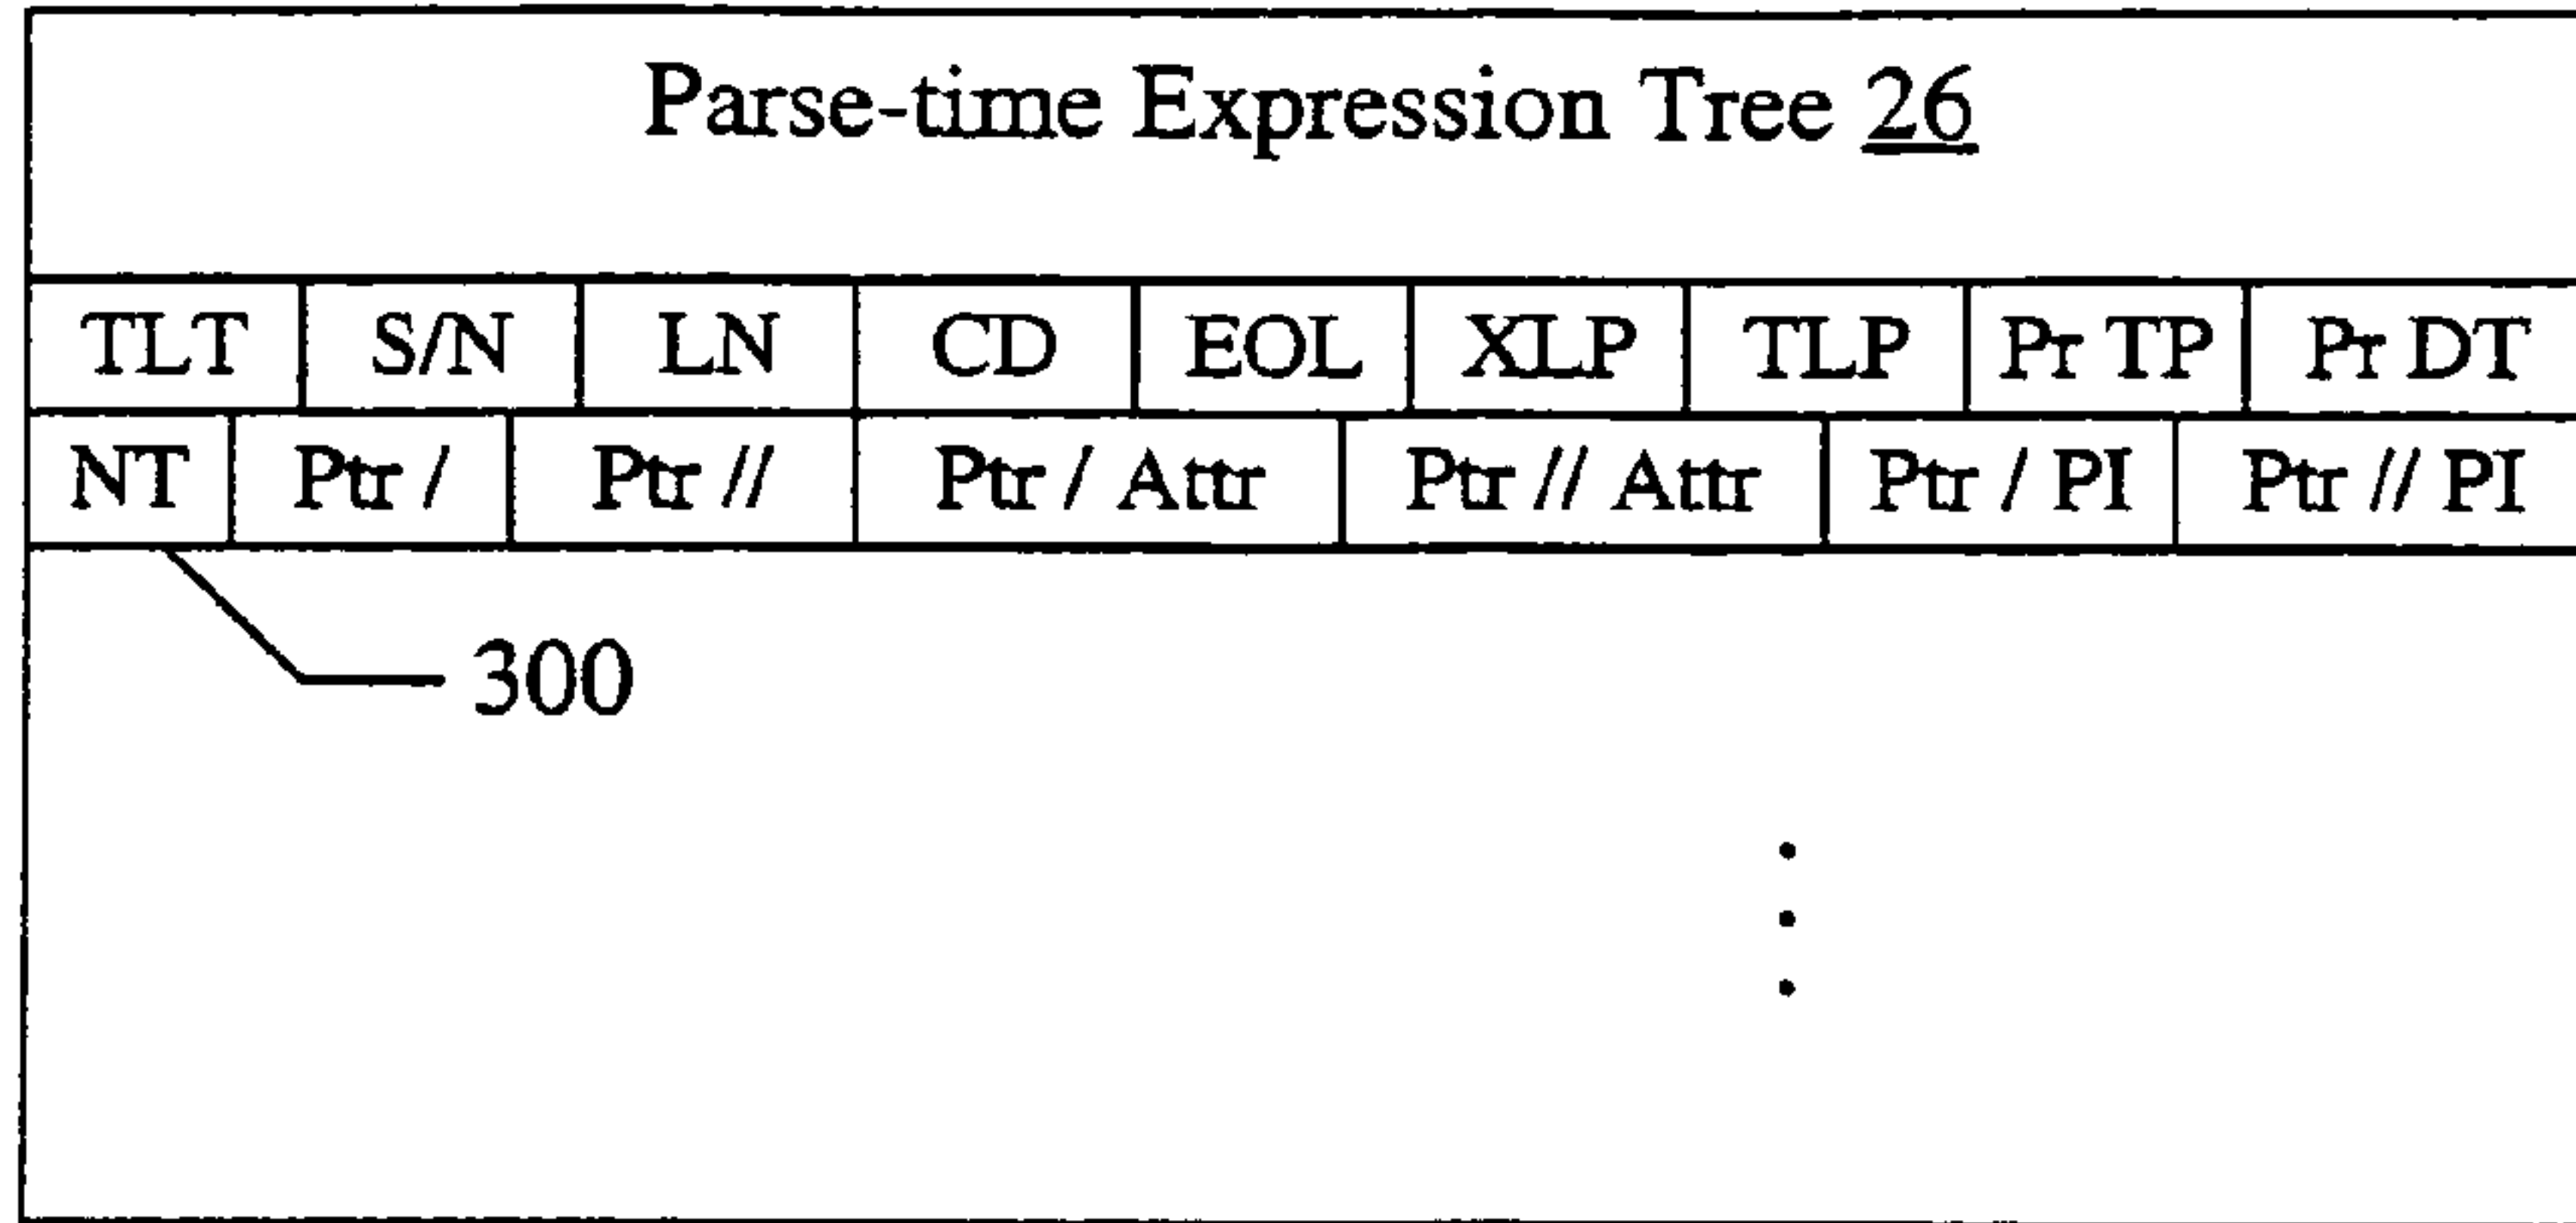 Parse-time Expression Tree 26
TLT S/N LN CD EOL XLP TLP Pr TP Pr DT
NT Ptr / Ptr // Ptr / Attr Ptr // Attr Ptr / PI Ptr // PI
300